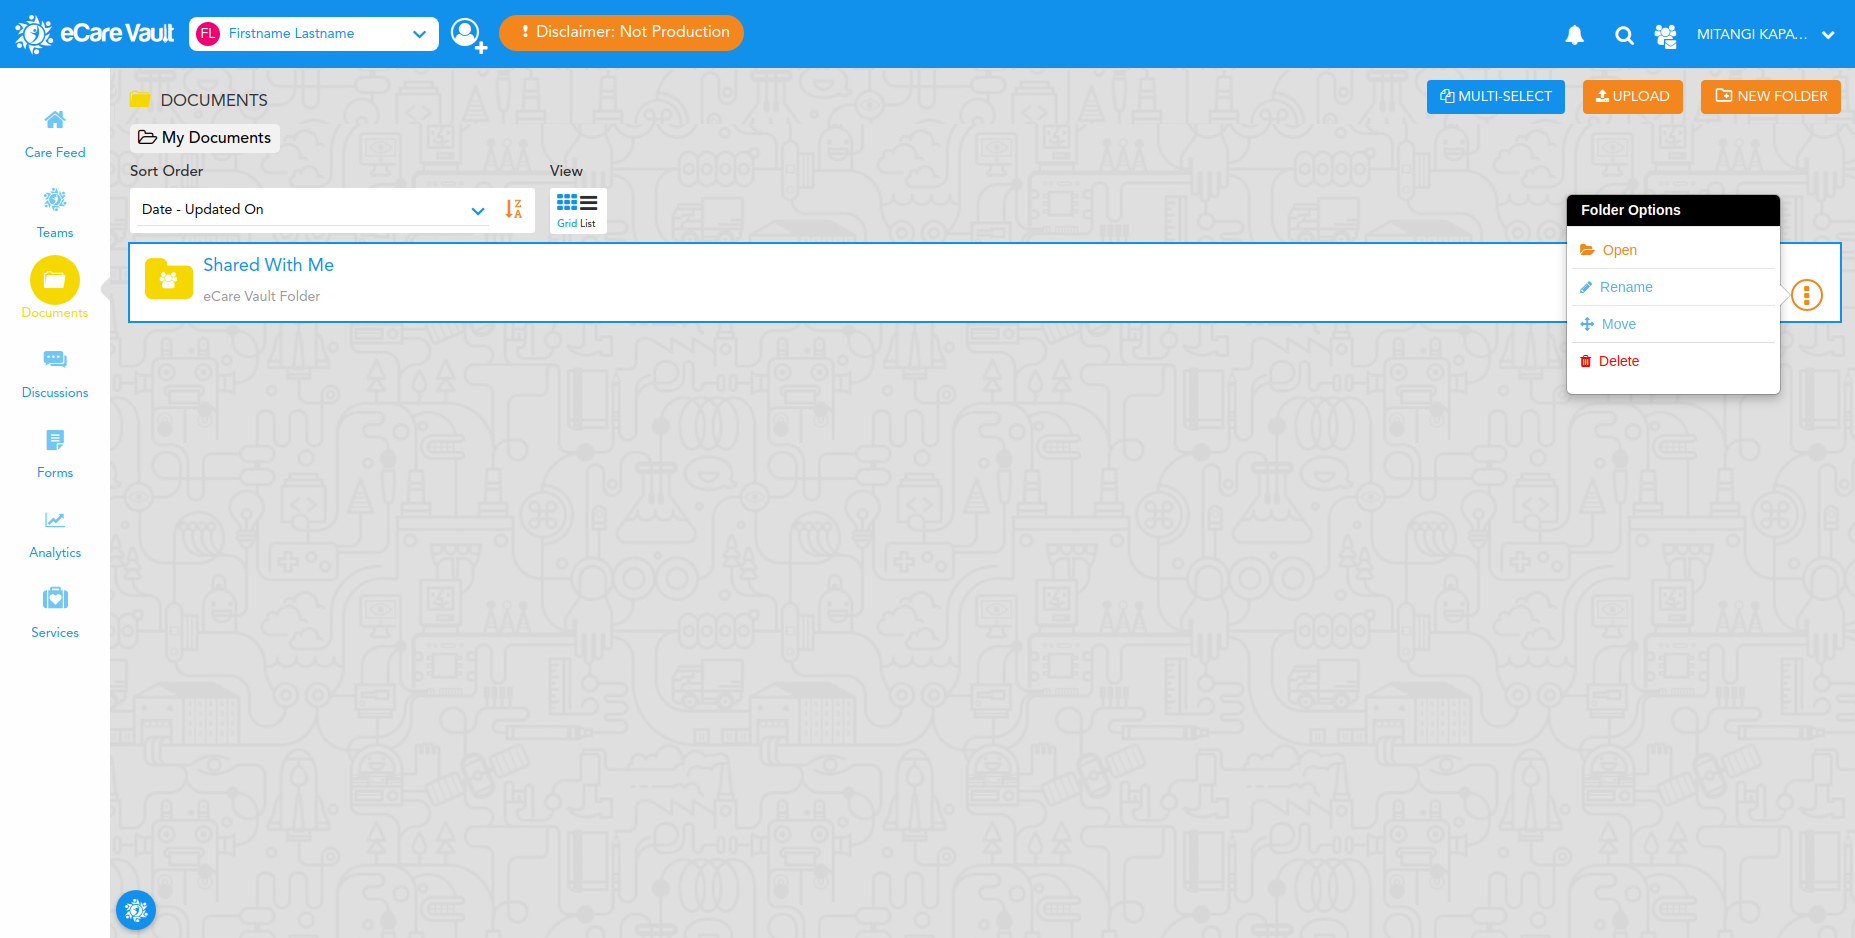 eCare Vault
FL Firstname Lastname
! Disclaimer: Not Production
MITANGI KAPA...
DOCUMENTS
MULTI-SELECT
UPLOAD
NEW FOLDER
My Documents
Sort Order
View
Date - Updated On
Z
A
Grid List
Shared With Me
eCare Vault Folder
Folder Options
Open
Rename
Move
Delete
Care Feed
Teams
Documents
Discussions
Forms
Analytics
Services